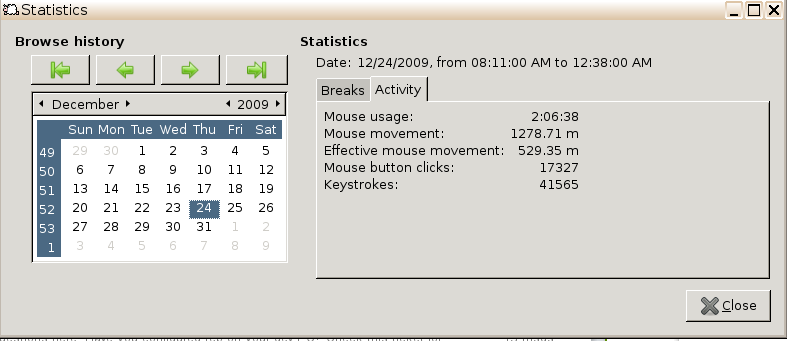 Statistics
Browse history
Statistics
Date: 12/24/2009, from 08:11:00 AM to 12:38:00 AM
Breaks Activity
December 2009
Sun Mon Tue Wed Thu Fri Sat
49 29 30 1 2 3 4 5
50 6 7 8 9 10 11 12
51 13 14 15 16 17 18 19
52 20 21 22 23 24 25 26
53 27 28 29 30 31 1 2
1 3 4 5 6 7 8 9
Mouse usage: 2:06:38
Mouse movement: 1278.71 m
Effective mouse movement: 529.35 m
Mouse button clicks: 17327
Keystrokes: 41565
Close